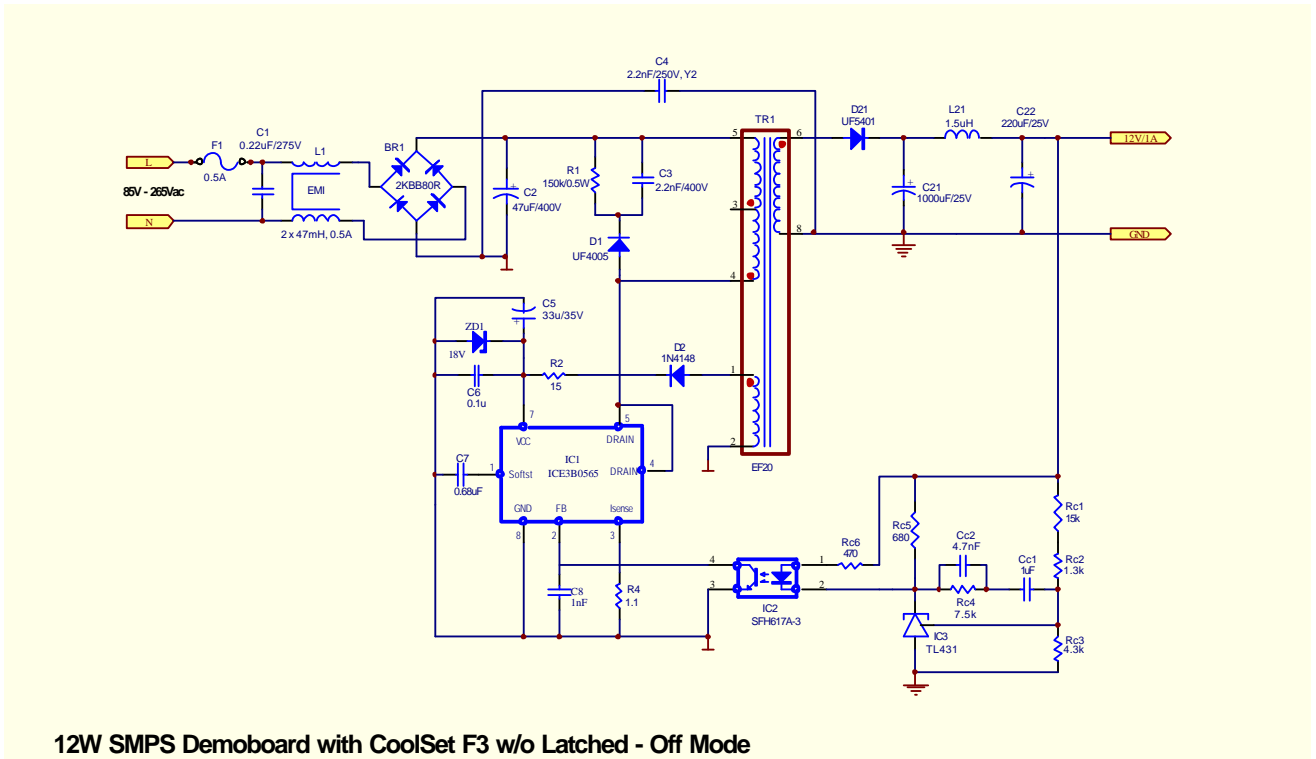 C4
2.2nF/250V, Y2
TR1
D21
UF5401
L21
1.5uH
C22
220uF/25V
5
6
12V/1A
C1
0.22uF/275V
F1
0.5A
L1
BR1
L
EMI
2KBB80R
85V - 265Vac
N
2 x 47mH, 0.5A
C2
47uF/400V
R1
150k/0.5W
C3
2.2nF/400V
C21
1000uF/25V
3
8
GND
D1
UF4005
4
C5
33u/35V
ZD1
18V
R2
15
D2
1N4148
1
C6
0.1u
7
5
VCC
DRAIN
2
EF20
C7
0.68uF
1
Softst
IC1
ICE3B0565
DRAIN
4
GND
FB
Isense
8
2
3
C8
1nF
R4
1.1
4
3
1
2
IC2
SFH617A-3
Rc6
470
Rc5
680
Cc2
4.7nF
Cc1
1uF
Rc1
15k
Rc2
1.3k
Rc4
7.5k
IC3
TL431
Rc3
4.3k
12W SMPS Demoboard with CoolSet F3 w/o Latched - Off Mode